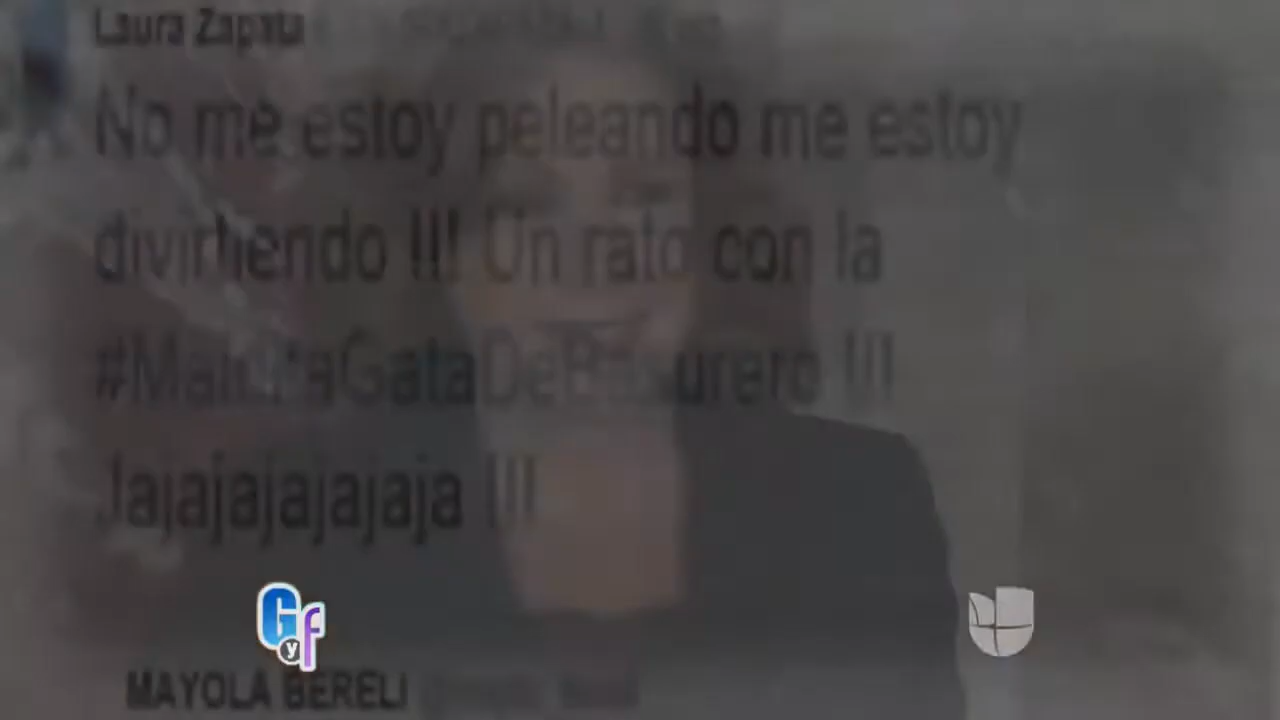 Laura Zapata
No me estoy peleando me estoy
divirtiendo !!! Un rato con la
!!!
Jajajajajajaja !!!
G y f
MAYOLA BERELI